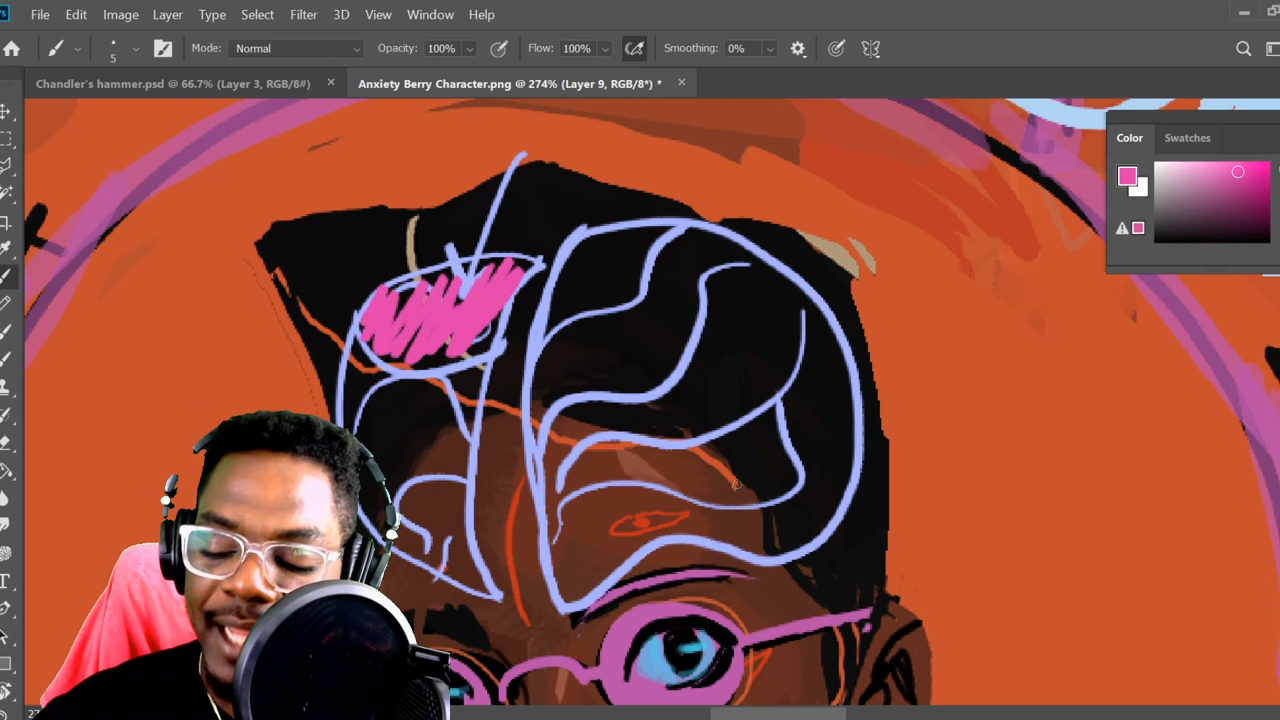 Ps File Edit Image Layer Type Select Filter 3D View Window Help
5 Mode: Normal Opacity: 100% Flow: 100% Smoothing: 0%
Chandler's hammer.psd @ 66.7% (Layer 3, RGB/8#) × Anxiety Berry Character.png @ 274% (Layer 9, RGB/8*) * ×
Color Swatches
T